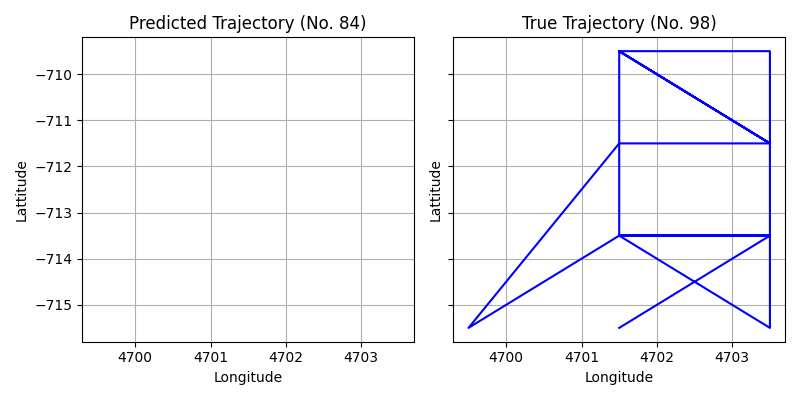 Predicted Trajectory (No. 84)
True Trajectory (No. 98)
−710
−711
−712
−713
−714
−715
Lattitude
Lattitude
4700 4701 4702 4703
4700 4701 4702 4703
Longitude
Longitude